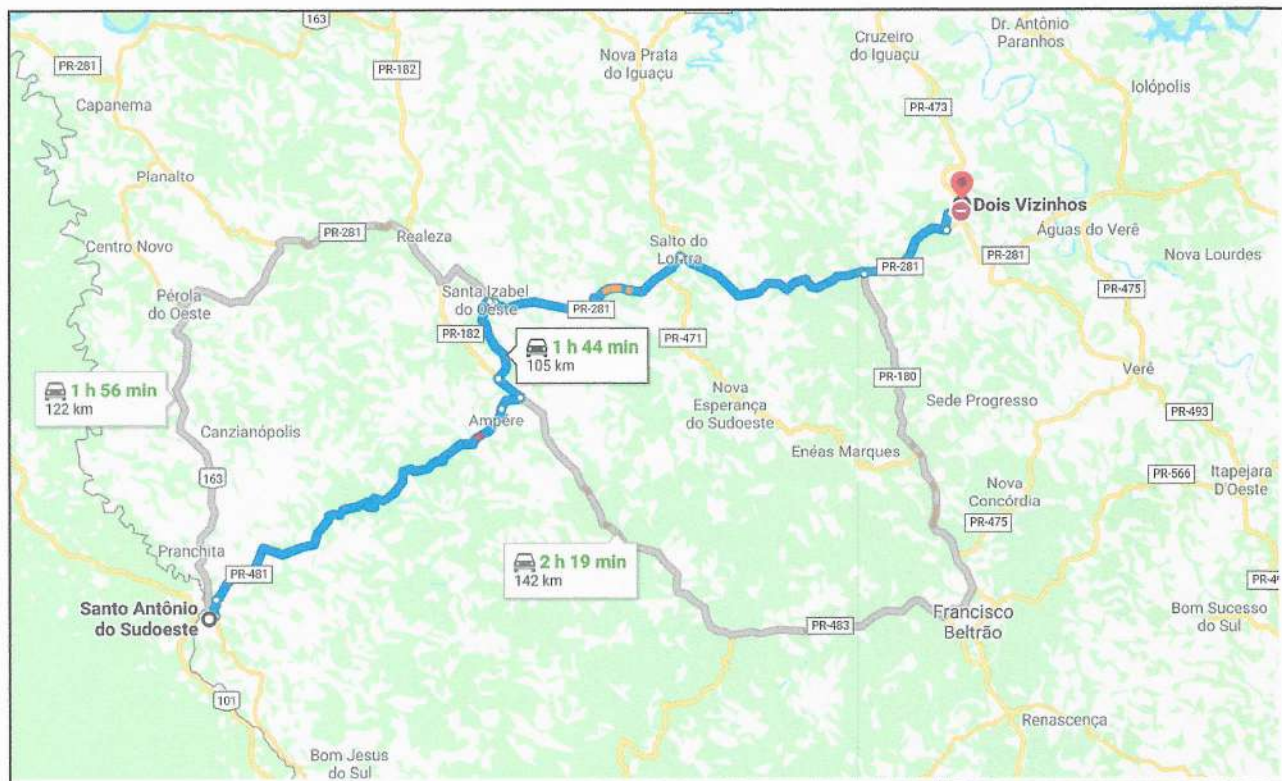 163
Nova Prata
do Iguaçu
Cruzeiro
do Iguaçu
Dr. Antônio
Paranhos
PR-281
PR-182
Capanema
PR-473
Iolópolis
Planalto
Dois Vizinhos
Centro Novo
PR-281
Realeza
Salto do
Lontra
Águas do Verê
PR-281
PR-281
Nova Lourdes
Pérola
do Oeste
Santa Izabel
do Oeste
PR-281
PR-475
PR-182
1 h 44 min
105 km
PR-471
1 h 56 min
122 km
PR-180
Verê
Nova
Esperança
do Sudoeste
Sede Progresso
PR-493
Ampére
Canzianópolis
Enéas Marques
163
Nova
Concórdia
PR-566
Itapejara
D'Oeste
PR-475
Pranchita
2 h 19 min
142 km
PR-481
Santo Antônio
do Sudoeste
Francisco
Beltrão
PR-483
PR-49
Bom Sucesso
do Sul
101
Renascença
Bom Jesus
do Sul